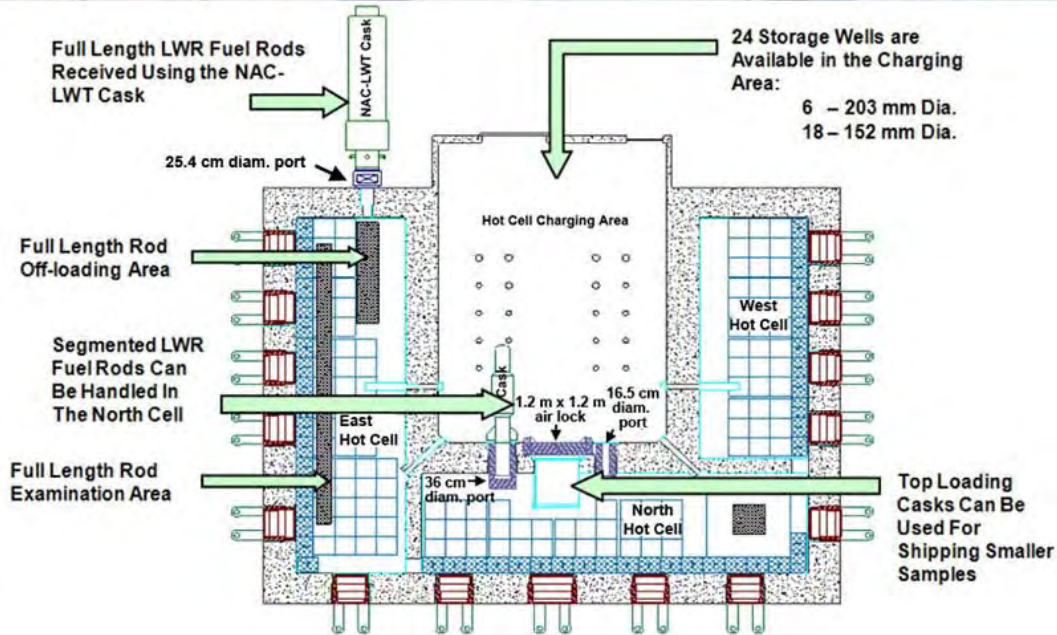 Full Length LWR Fuel Rods
Received Using the NAC-
LWT Cask
NAC-LWT Cask
24 Storage Wells are
Available in the Charging
Area:
6 – 203 mm Dia.
18 – 152 mm Dia.
25.4 cm diam. port
Hot Cell Charging Area
Full Length Rod
Off-loading Area
West
Hot Cell
Segmented LWR
Fuel Rods Can
Be Handled In
The North Cell
Cask
1.2 m x 1.2 m
air lock
16.5 cm
diam.
port
East
Hot Cell
Full Length Rod
Examination Area
36 cm
diam. port
North
Hot Cell
Top Loading
Casks Can Be
Used For
Shipping Smaller
Samples